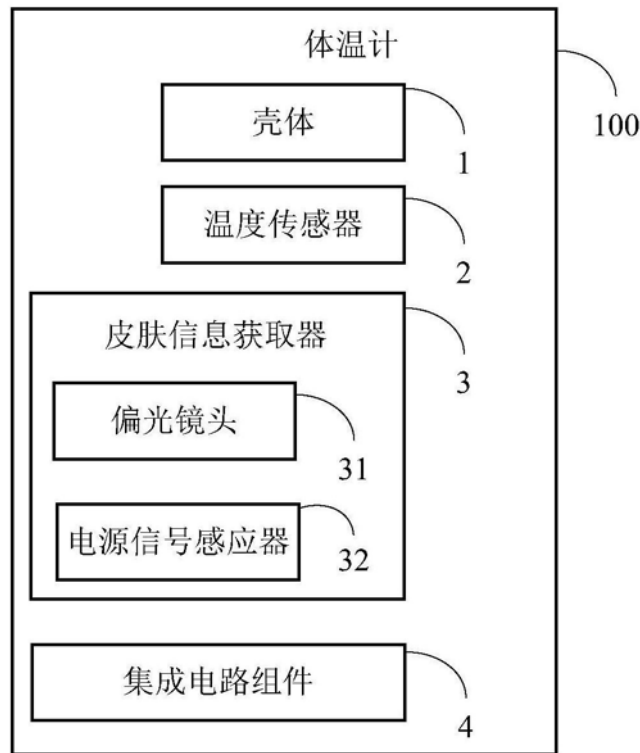 体温计
100
壳体
1
温度传感器
2
皮肤信息获取器
3
偏光镜头
31
电源信号感应器
32
集成电路组件
4